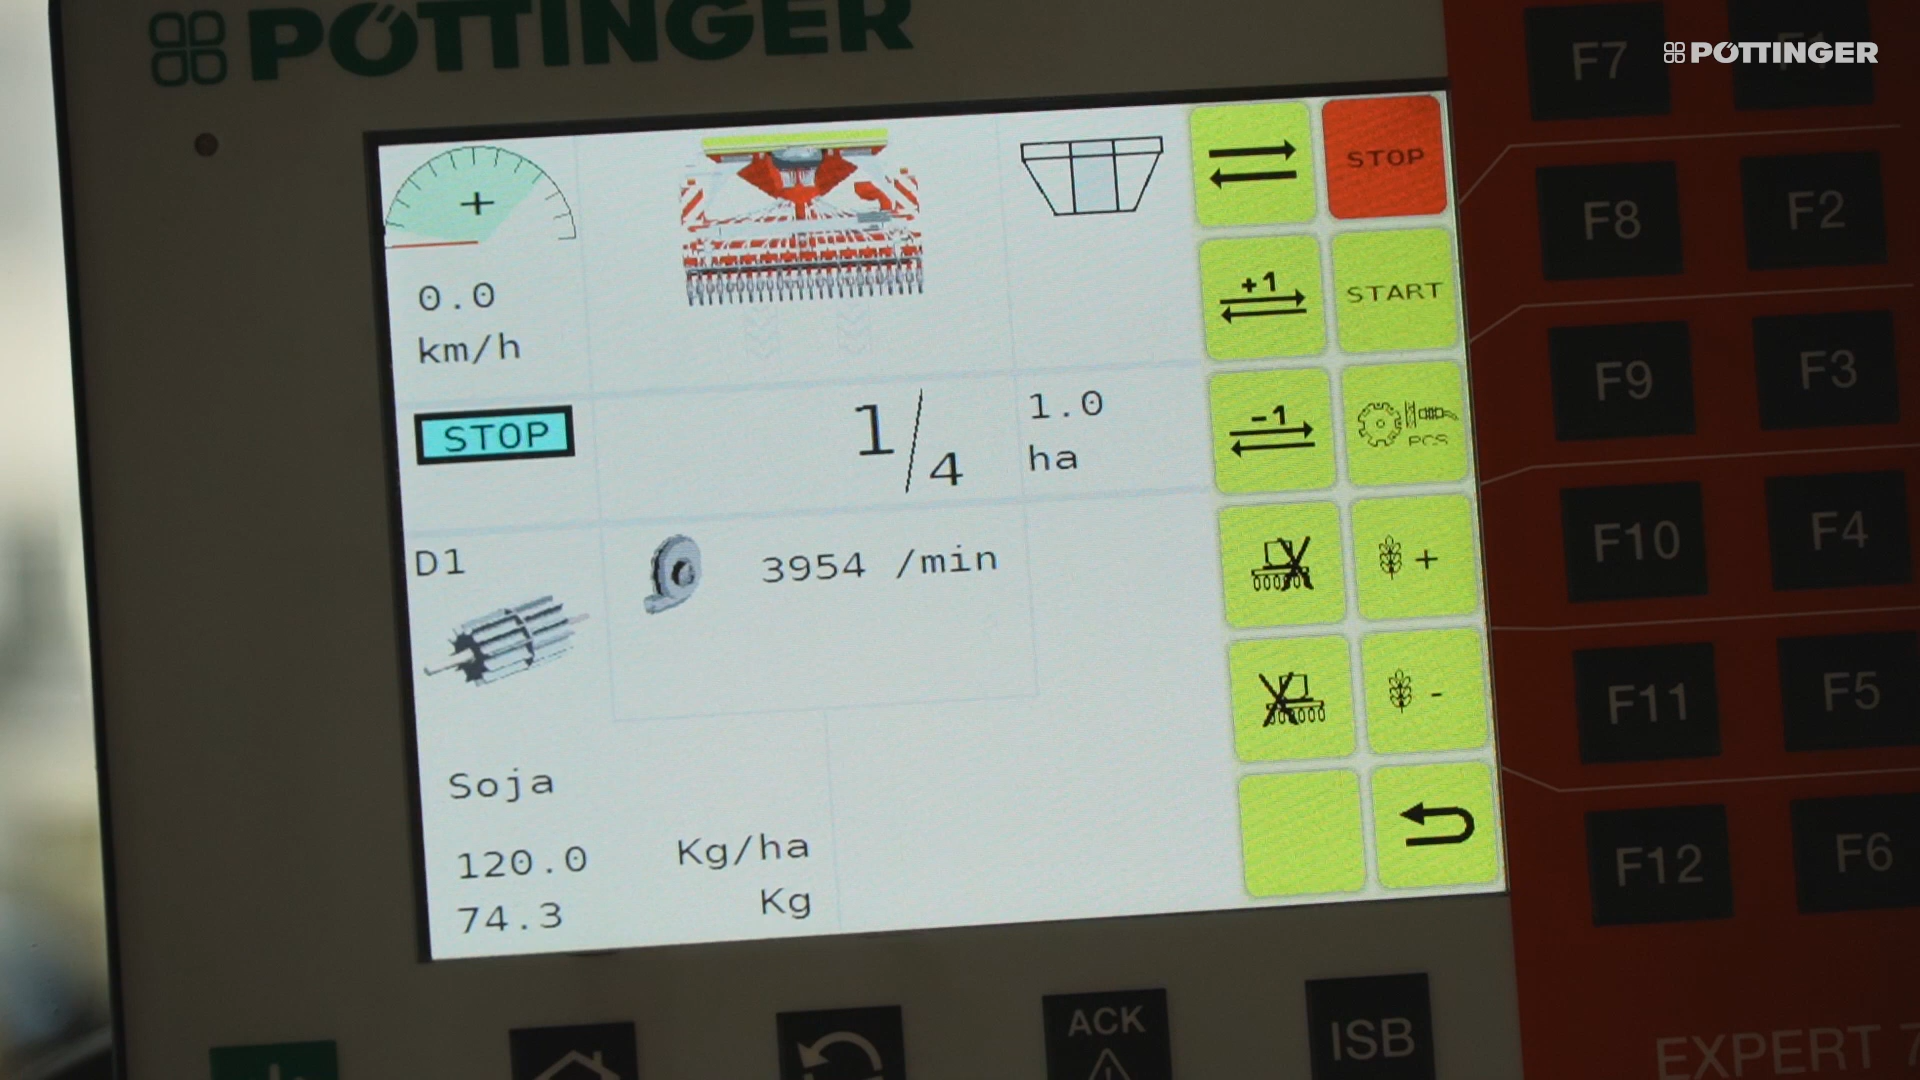 PÖTTINGER
PÖTTINGER
F7
F1
STOP
F8
F2
0.0
km/h
+1
START
F9
F3
STOP
1/4
1.0
ha
-1
PCS
F10
F4
D1
3954 /min
+
F11
F5
Soja
-
120.0 Kg/ha
74.3 Kg
F12
F6
ACK
ISB
EXPERT 7